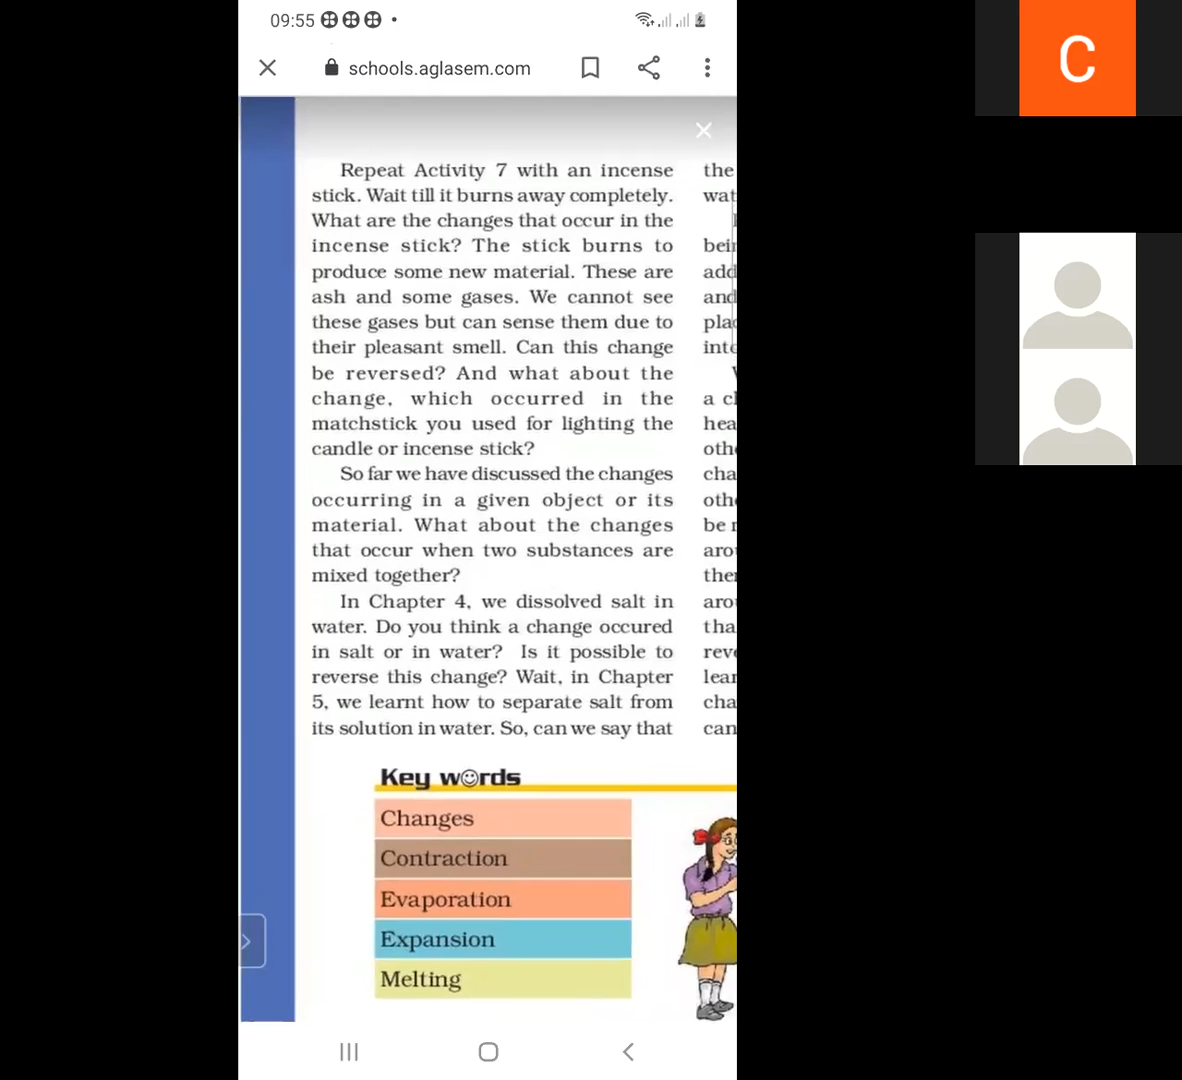 09:55
schools.aglasem.com
C
Repeat Activity 7 with an incense
stick. Wait till it burns away completely.
What are the changes that occur in the
incense stick? The stick burns to
produce some new material. These are
ash and some gases. We cannot see
these gases but can sense them due to
their pleasant smell. Can this change
be reversed? And what about the
change, which occurred in the
matchstick you used for lighting the
candle or incense stick?
So far we have discussed the changes
occurring in a given object or its
material. What about the changes
that occur when two substances are
mixed together?
In Chapter 4, we dissolved salt in
water. Do you think a change occured
in salt or in water? Is it possible to
reverse this change? Wait, in Chapter
5, we learnt how to separate salt from
its solution in water. So, can we say that
the
Key words
Changes
Contraction
Evaporation
Expansion
Melting